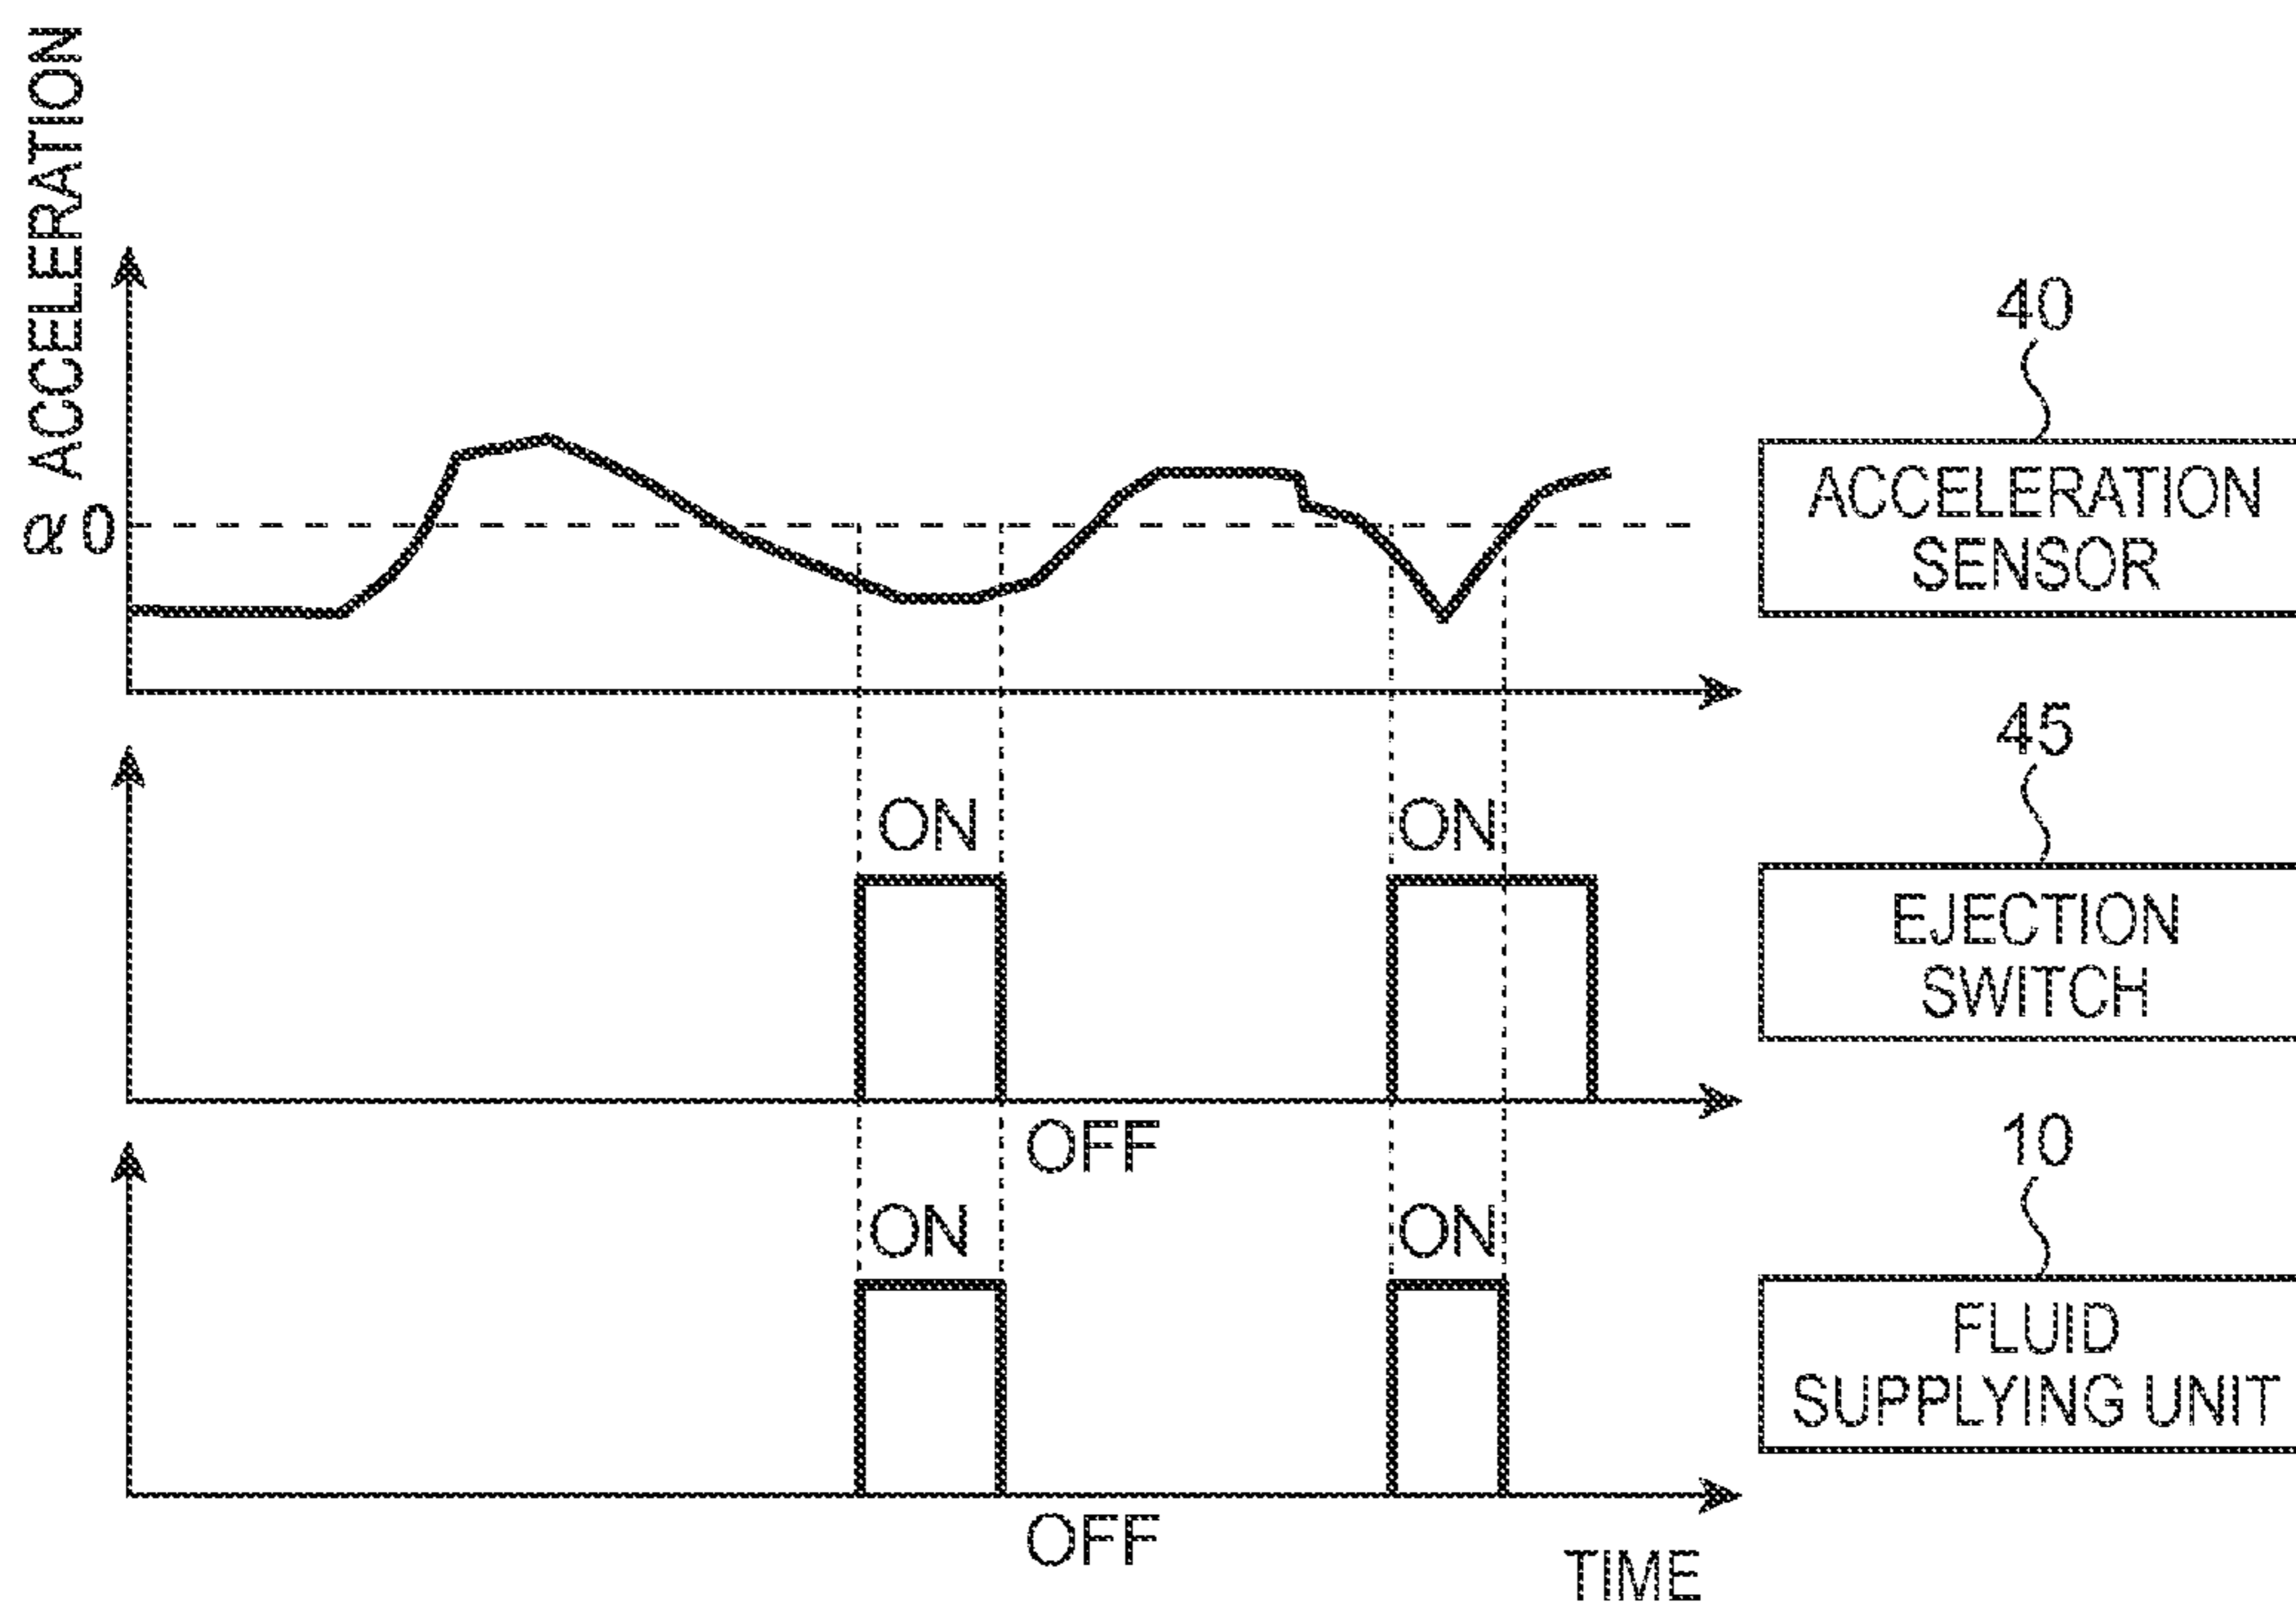 ACCELERATION
α0
40
ACCELERATION
SENSOR
45
ON
ON
EJECTION
SWITCH
OFF
10
ON
ON
FLUID
SUPPLYING UNIT
OFF
TIME